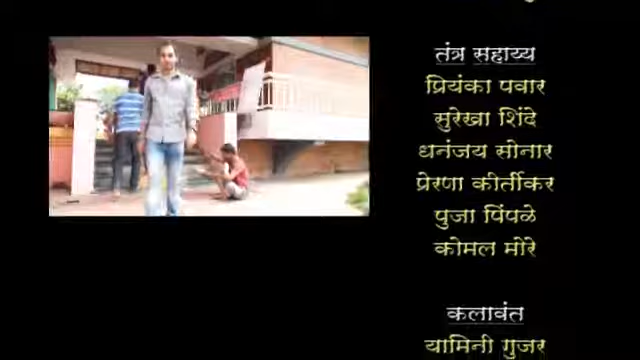 तंत्र सहाय्य
प्रियंका पवार
सुरेखा शिंदे
धनंजय सोनार
प्रेरणा कीर्तीकर
पुजा पिंपळे
कोमल मोरे
कलावंत
यामिनी गुजर